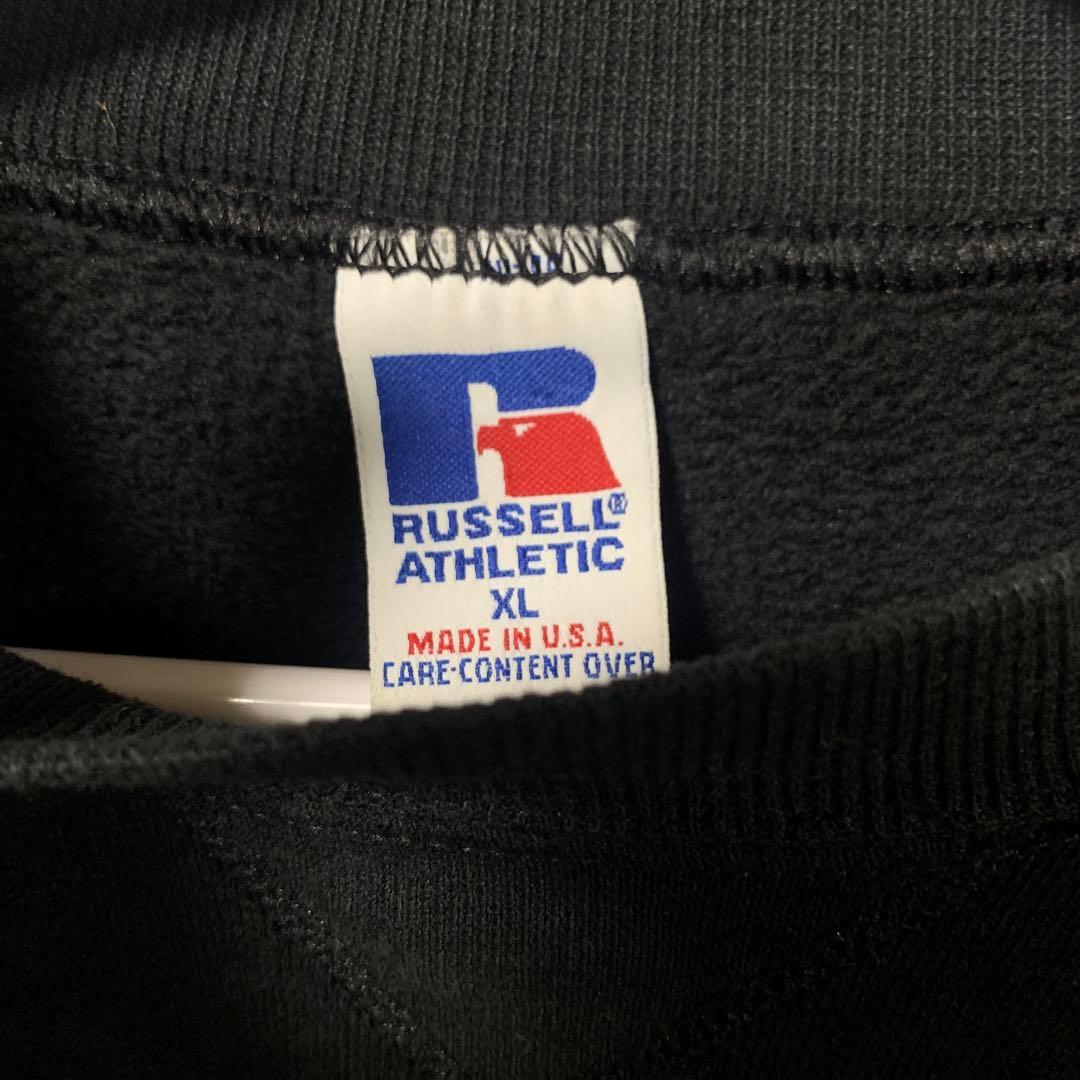 RUSSELL®
ATHLETIC
XL
MADE IN U.S.A.
CARE-CONTENT OVER